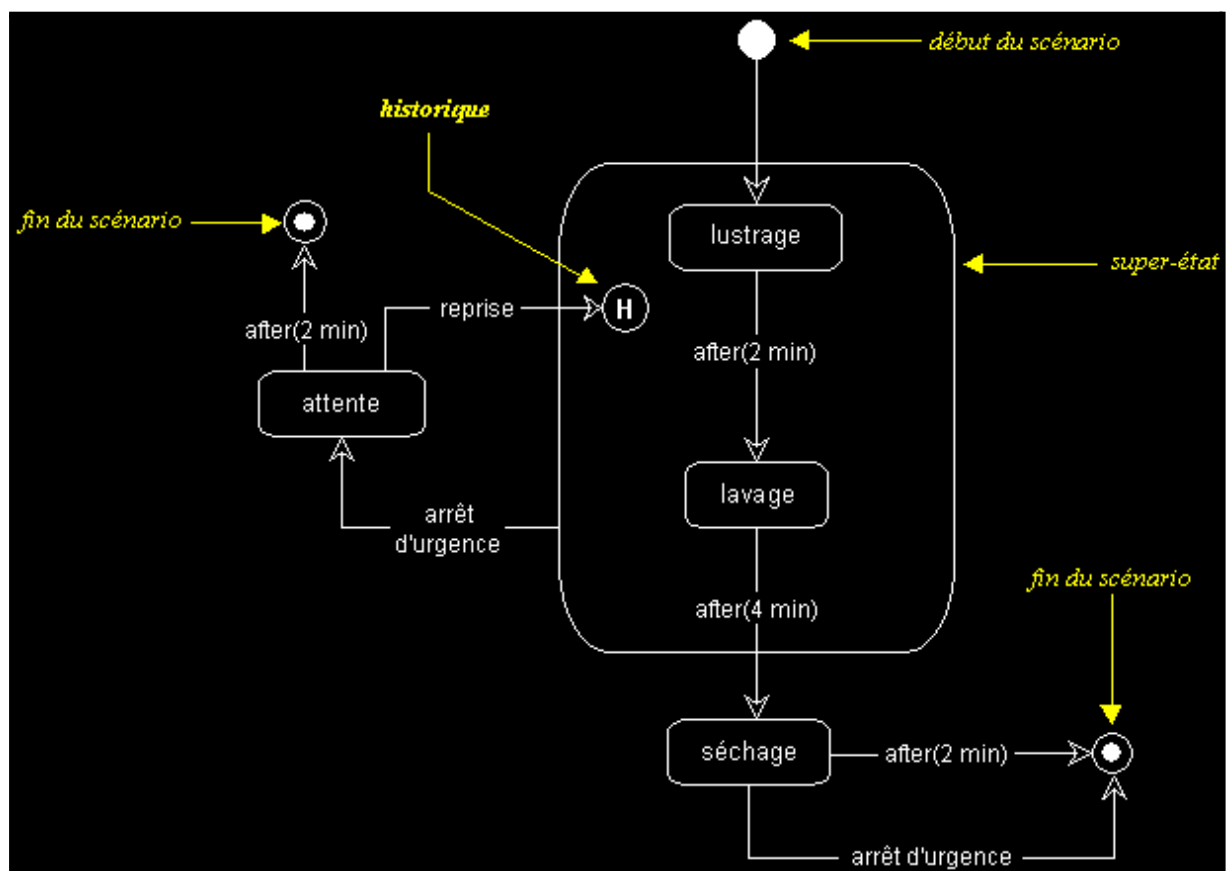 début du scénario
historique
fin du scénario
lustrage
super-état
reprise
H
after(2 min)
after(2 min)
attente
lavage
arrêt
d'urgence
fin du scénario
after(4 min)
séchage
after(2 min)
arrêt d'urgence